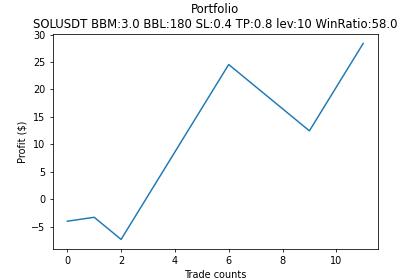 Portfolio
SOLUSDT BBM:3.0 BBL:180 SL:0.4 TP:0.8 lev:10 WinRatio:58.0
30
25
20
15
10
5
0
−5
Profit ($)
0 2 4 6 8 10
Trade counts